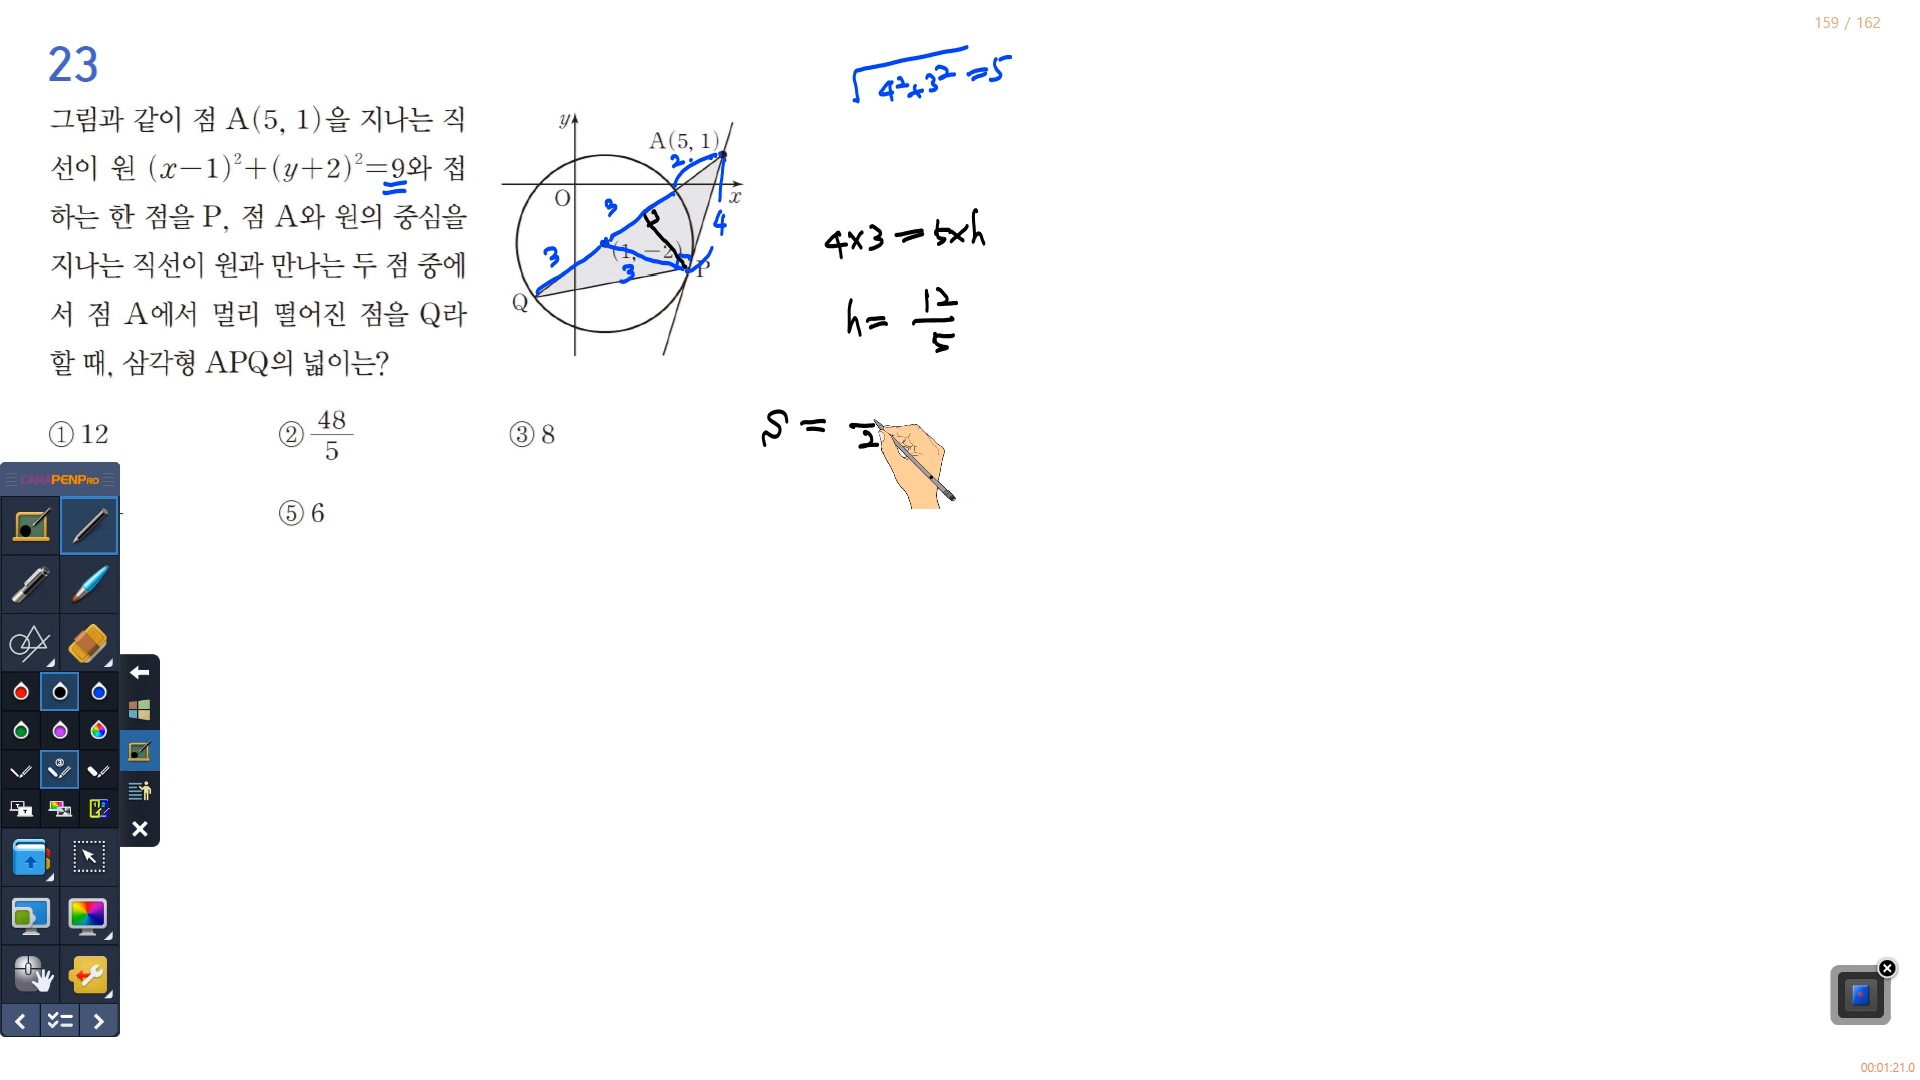 159 / 162
23
그림과 같이 점 A(5, 1)을 지나는 직
선이 원 (x-1)²+(y+2)²=9와 접
하는 한 점을 P, 점 A와 원의 중심을
지나는 직선이 원과 만나는 두 점 중에
서 점 A에서 멀리 떨어진 점을 Q라
할 때, 삼각형 APQ의 넓이는?
① 12
② 48/5
③ 8
⑤ 6
y
A(5, 1)
O
x
(1, -2)
P
Q
2
3
3
3
4
√4²+3² =5
4×3 = 5×h
h= 12/5
S = 2
CAMAPENPRO
00:01:21.0